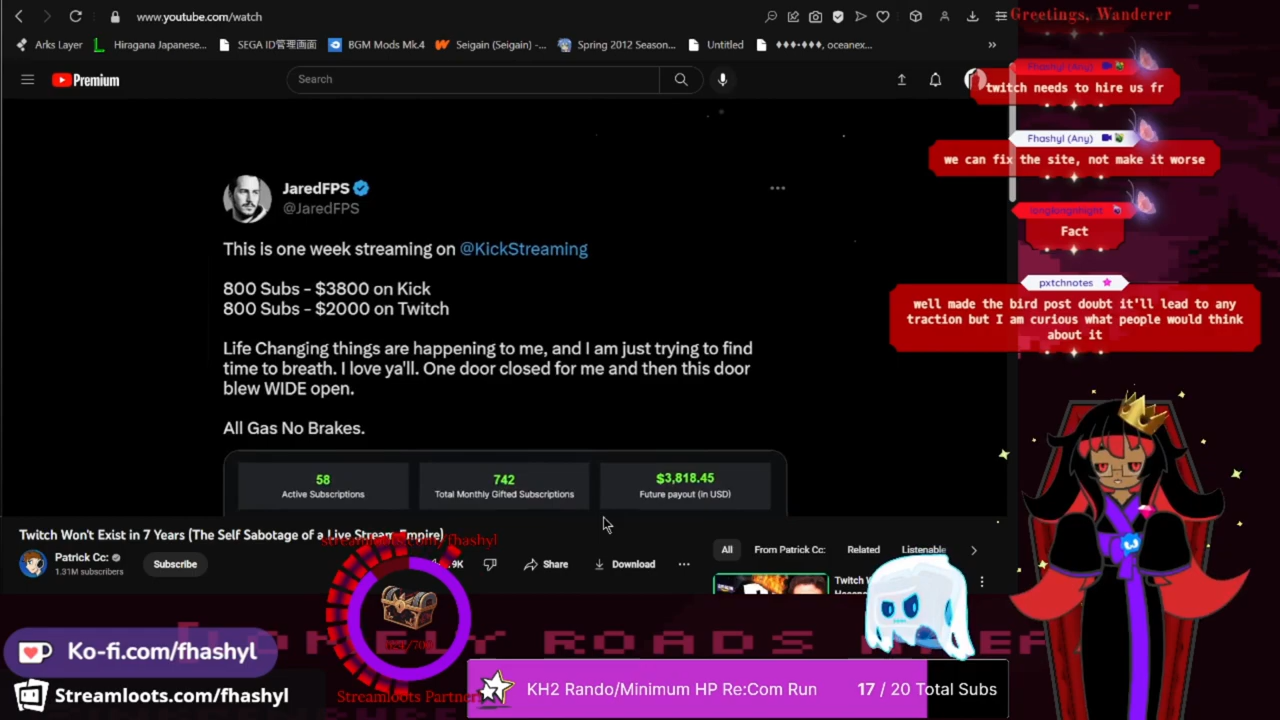 www.youtube.com/watch
Arks Layer
Hiragana Japanese...
SEGA ID管理画面
BGM Mods Mk.4
Seigain (Seigain) -...
Spring 2012 Season...
Untitled
♦♦♦-♦♦♦, oceanex...
»
Premium
Search
JaredFPS
@JaredFPS
This is one week streaming on @KickStreaming
800 Subs - $3800 on Kick
800 Subs - $2000 on Twitch
Life Changing things are happening to me, and I am just trying to find
time to breath. I love ya'll. One door closed for me and then this door
blew WIDE open.
All Gas No Brakes.
58
Active Subscriptions
742
Total Monthly Gifted Subscriptions
$3,818.45
Future payout (in USD)
Twitch Won't Exist in 7 Years (The Self Sabotage of a Live Stream Empire)
Patrick Cc:
1.31M subscribers
Subscribe
Share
Download
All
From Patrick Cc:
Related
Listenable
Greetings, Wanderer
Fhashyl (Any)
twitch needs to hire us fr
Fhashyl (Any)
we can fix the site, not make it worse
Fact
pxtchnotes
well made the bird post doubt it'll lead to any
traction but I am curious what people would think
about it
Streamloots Partner
Ko-fi.com/fhashyl
Streamloots.com/fhashyl
KH2 Rando/Minimum HP Re:Com Run
17 / 20 Total Subs